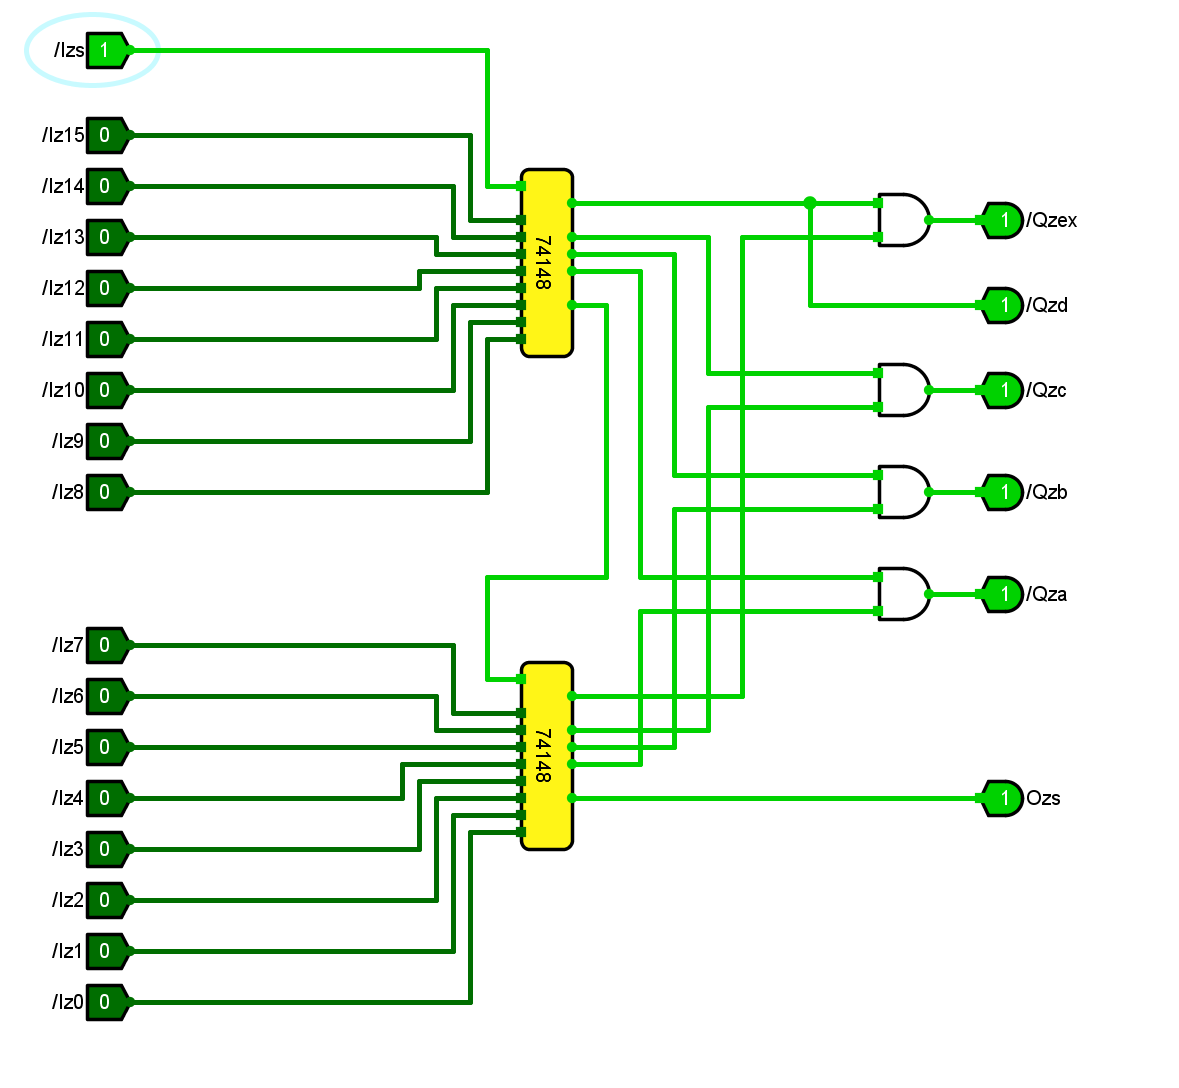 /Izs 1
/Iz15 0
/Iz14 0
/Iz13 0
/Iz12 0
/Iz11 0
/Iz10 0
/Iz9 0
/Iz8 0
74148
1 /Qzex
1 /Qzd
1 /Qzc
1 /Qzb
1 /Qza
/Iz7 0
/Iz6 0
/Iz5 0
/Iz4 0
/Iz3 0
/Iz2 0
/Iz1 0
/Iz0 0
74148
1 Ozs